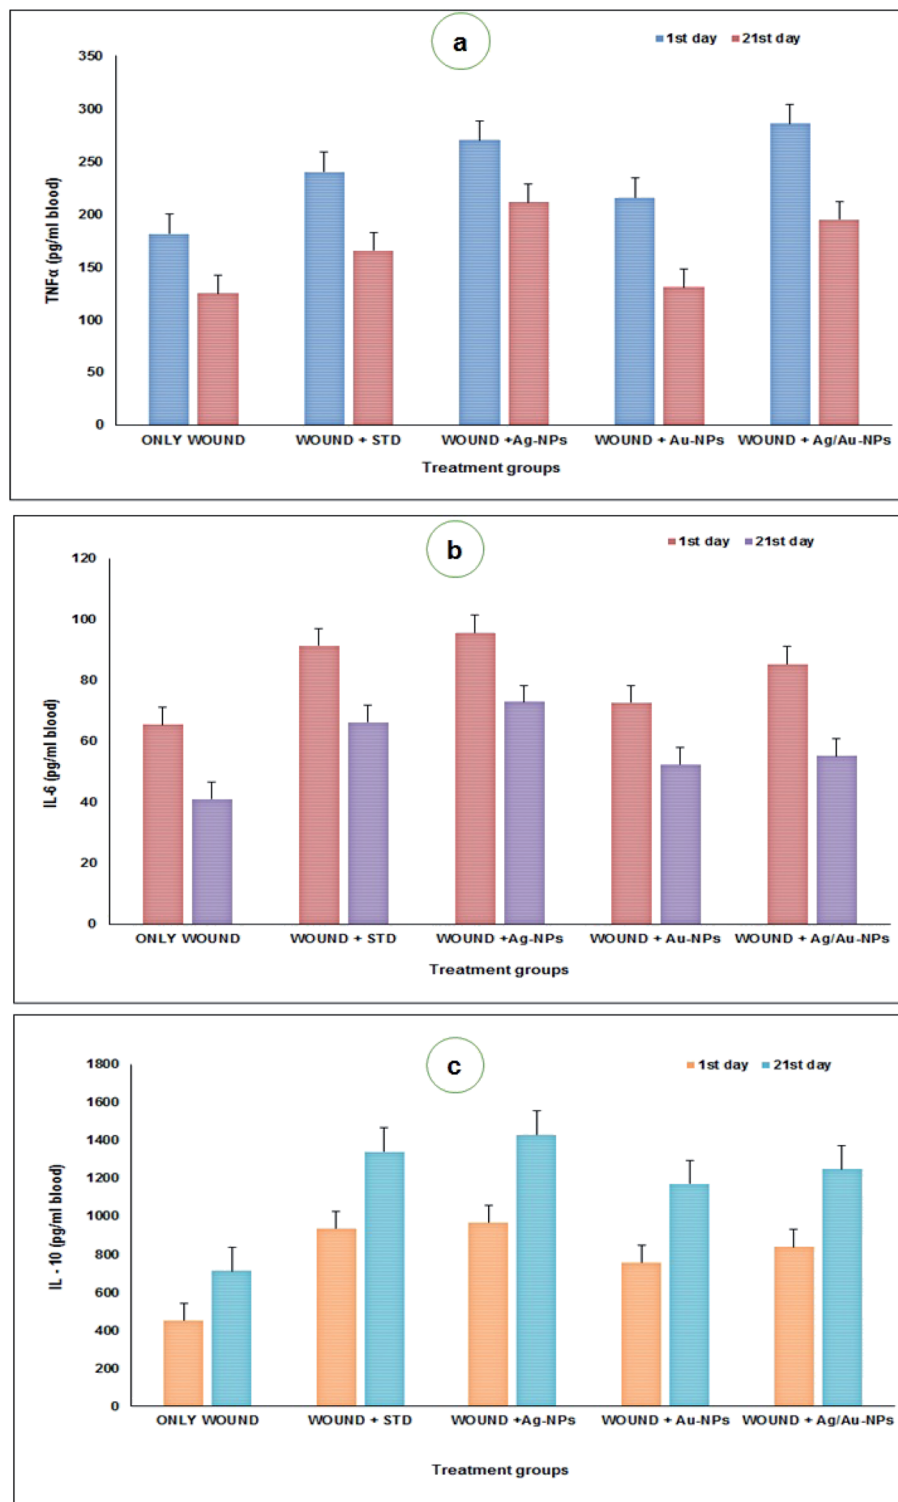 a
1st day 21st day
350
300
250
200
150
100
50
0
TNFα (pg/ml blood)
ONLY WOUND WOUND + STD WOUND +Ag-NPs WOUND + Au-NPs WOUND + Ag/Au-NPs
Treatment groups
b
1st day 21st day
120
100
80
60
40
20
0
IL-6 (pg/ml blood)
ONLY WOUND WOUND + STD WOUND +Ag-NPs WOUND + Au-NPs WOUND + Ag/Au-NPs
Treatment groups
c
1st day 21st day
1800
1600
1400
1200
1000
800
600
400
200
0
IL - 10 (pg/ml blood)
ONLY WOUND WOUND + STD WOUND +Ag-NPs WOUND + Au-NPs WOUND + Ag/Au-NPs
Treatment groups